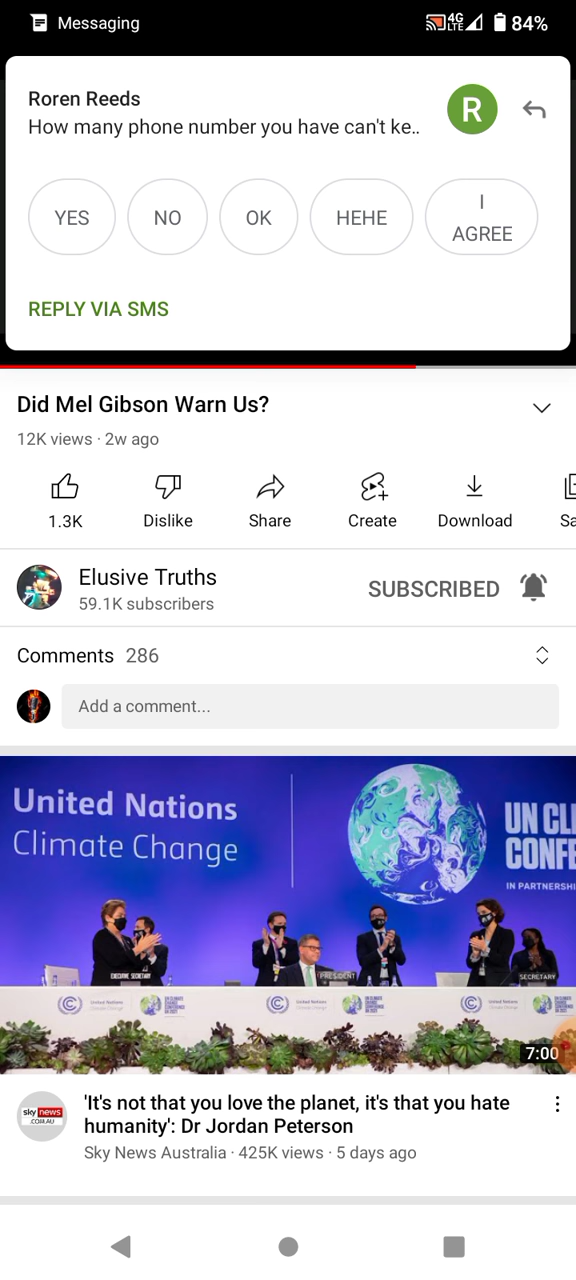 Messaging
4G
LTE
84%
Roren Reeds
How many phone number you have can't ke..
R
YES
NO
OK
HEHE
I
AGREE
REPLY VIA SMS
Did Mel Gibson Warn Us?
12K views · 2w ago
1.3K
Dislike
Share
Create
Download
Sa
Elusive Truths
59.1K subscribers
SUBSCRIBED
Comments 286
Add a comment...
United Nations
Climate Change
UN CLI
CONFE
IN PARTNERSHI
EXECUTIVE SECRETARY
PRESIDENT
SECRETARY
7:00
sky news
.COM.AU
'It's not that you love the planet, it's that you hate
humanity': Dr Jordan Peterson
Sky News Australia · 425K views · 5 days ago